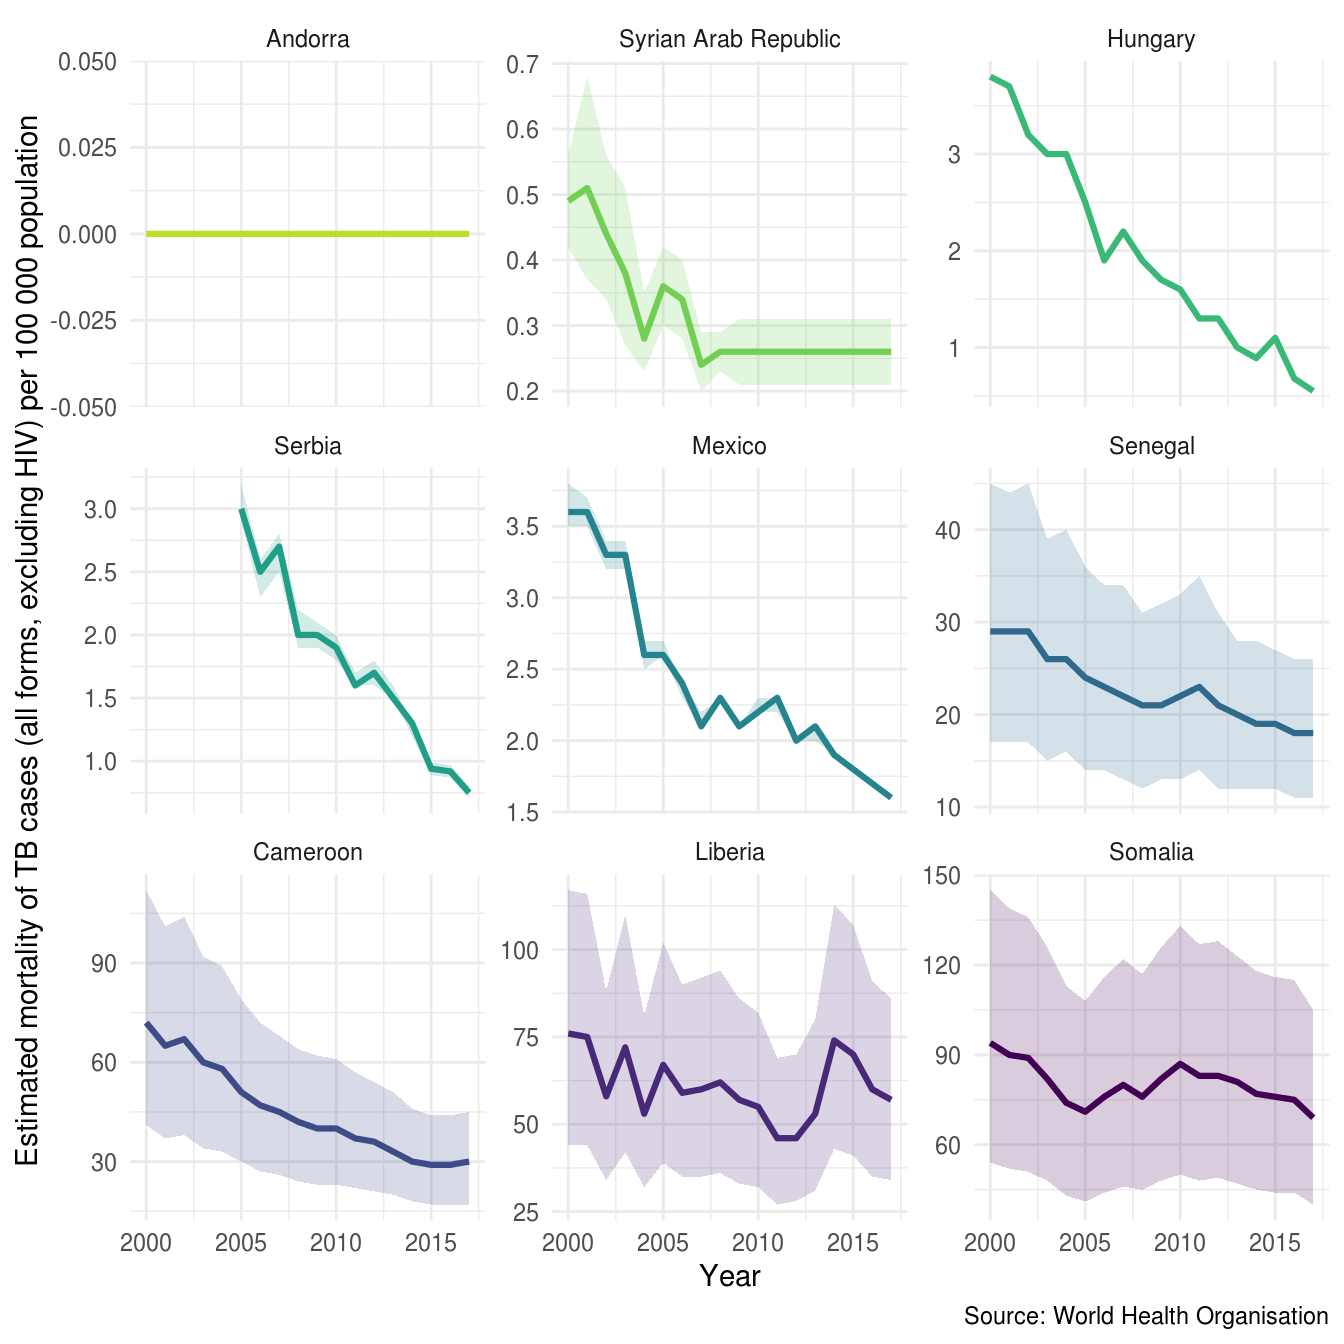 Andorra
Syrian Arab Republic
Hungary
0.050
0.025
0.000
-0.025
-0.050
0.7
0.6
0.5
0.4
0.3
0.2
3
2
1
Serbia
Mexico
Senegal
3.0
2.5
2.0
1.5
1.0
3.5
3.0
2.5
2.0
1.5
40
30
20
10
Cameroon
Liberia
Somalia
90
60
30
100
75
50
25
150
120
90
60
2000 2005 2010 2015
2000 2005 2010 2015
2000 2005 2010 2015
Year
Estimated mortality of TB cases (all forms, excluding HIV) per 100 000 population
Source: World Health Organisation